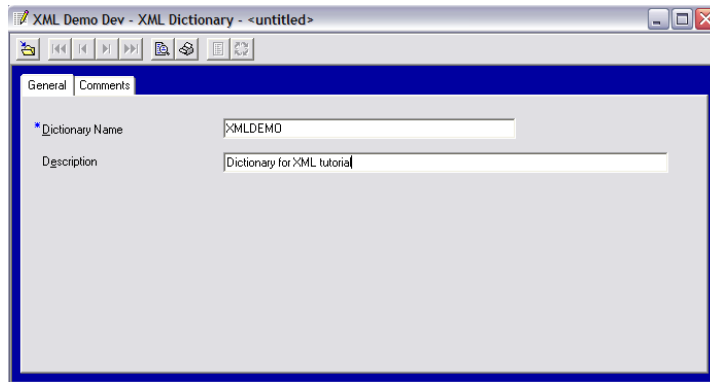 XML Demo Dev - XML Dictionary - <untitled>
General Comments
*Dictionary Name XMLDEMO
Description Dictionary for XML tutorial